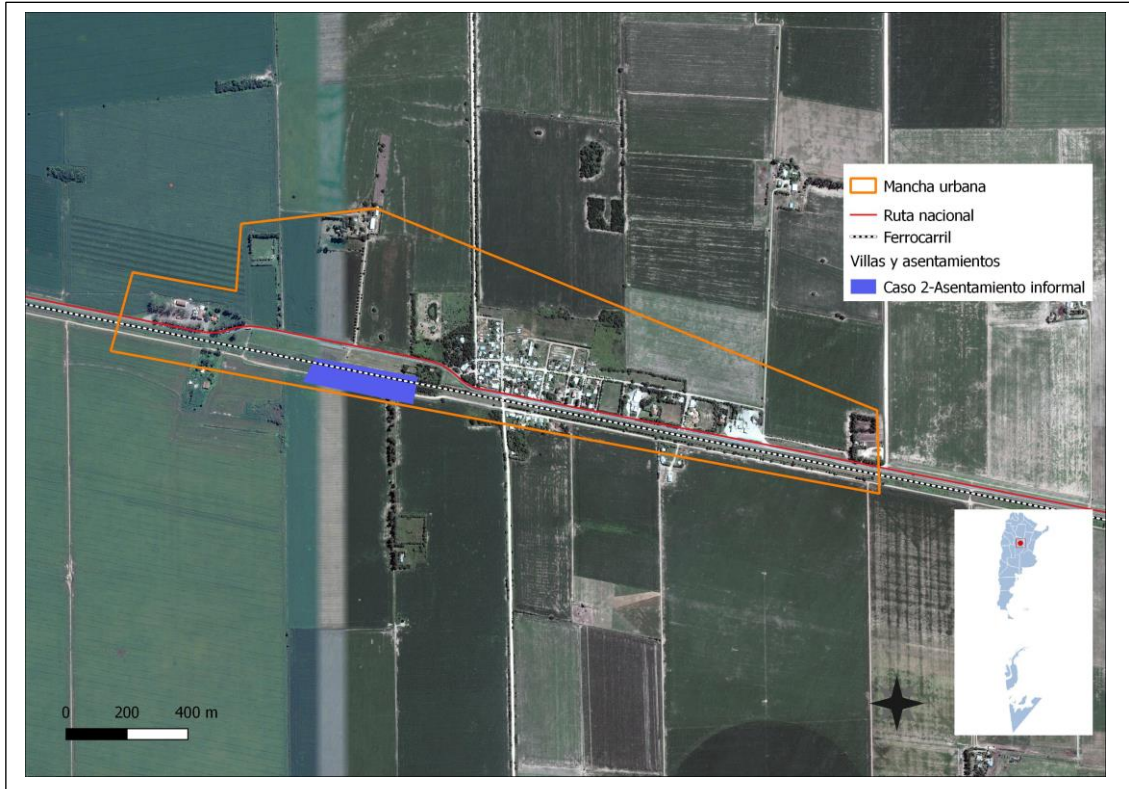 Mancha urbana
Ruta nacional
Ferrocarril
Villas y asentamientos
Caso 2-Asentamiento informal
0 200 400 m